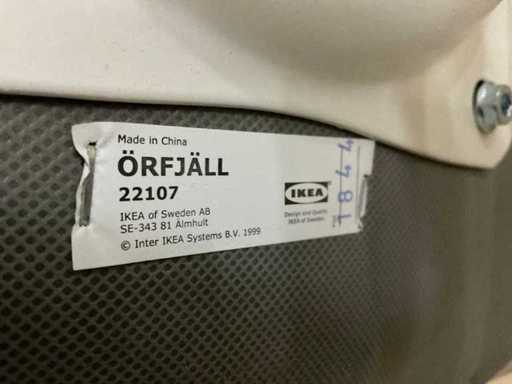 Made in China
ÖRFJÄLL
22107
IKEA of Sweden AB
SE-343 81 Älmhult
© Inter IKEA Systems B.V. 1999
IKEA
Design and Quality
IKEA of Sweden
1844